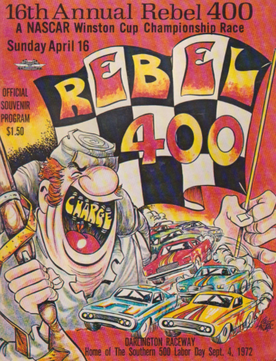 16th Annual Rebel 400
A NASCAR Winston Cup Championship Race
Sunday April 16
REBEL
400
OFFICIAL
SOUVENIR
PROGRAM
$1.50
CHARGE
DARLINGTON RACEWAY
Home of The Southern 500 Labor Day Sept. 4, 1972